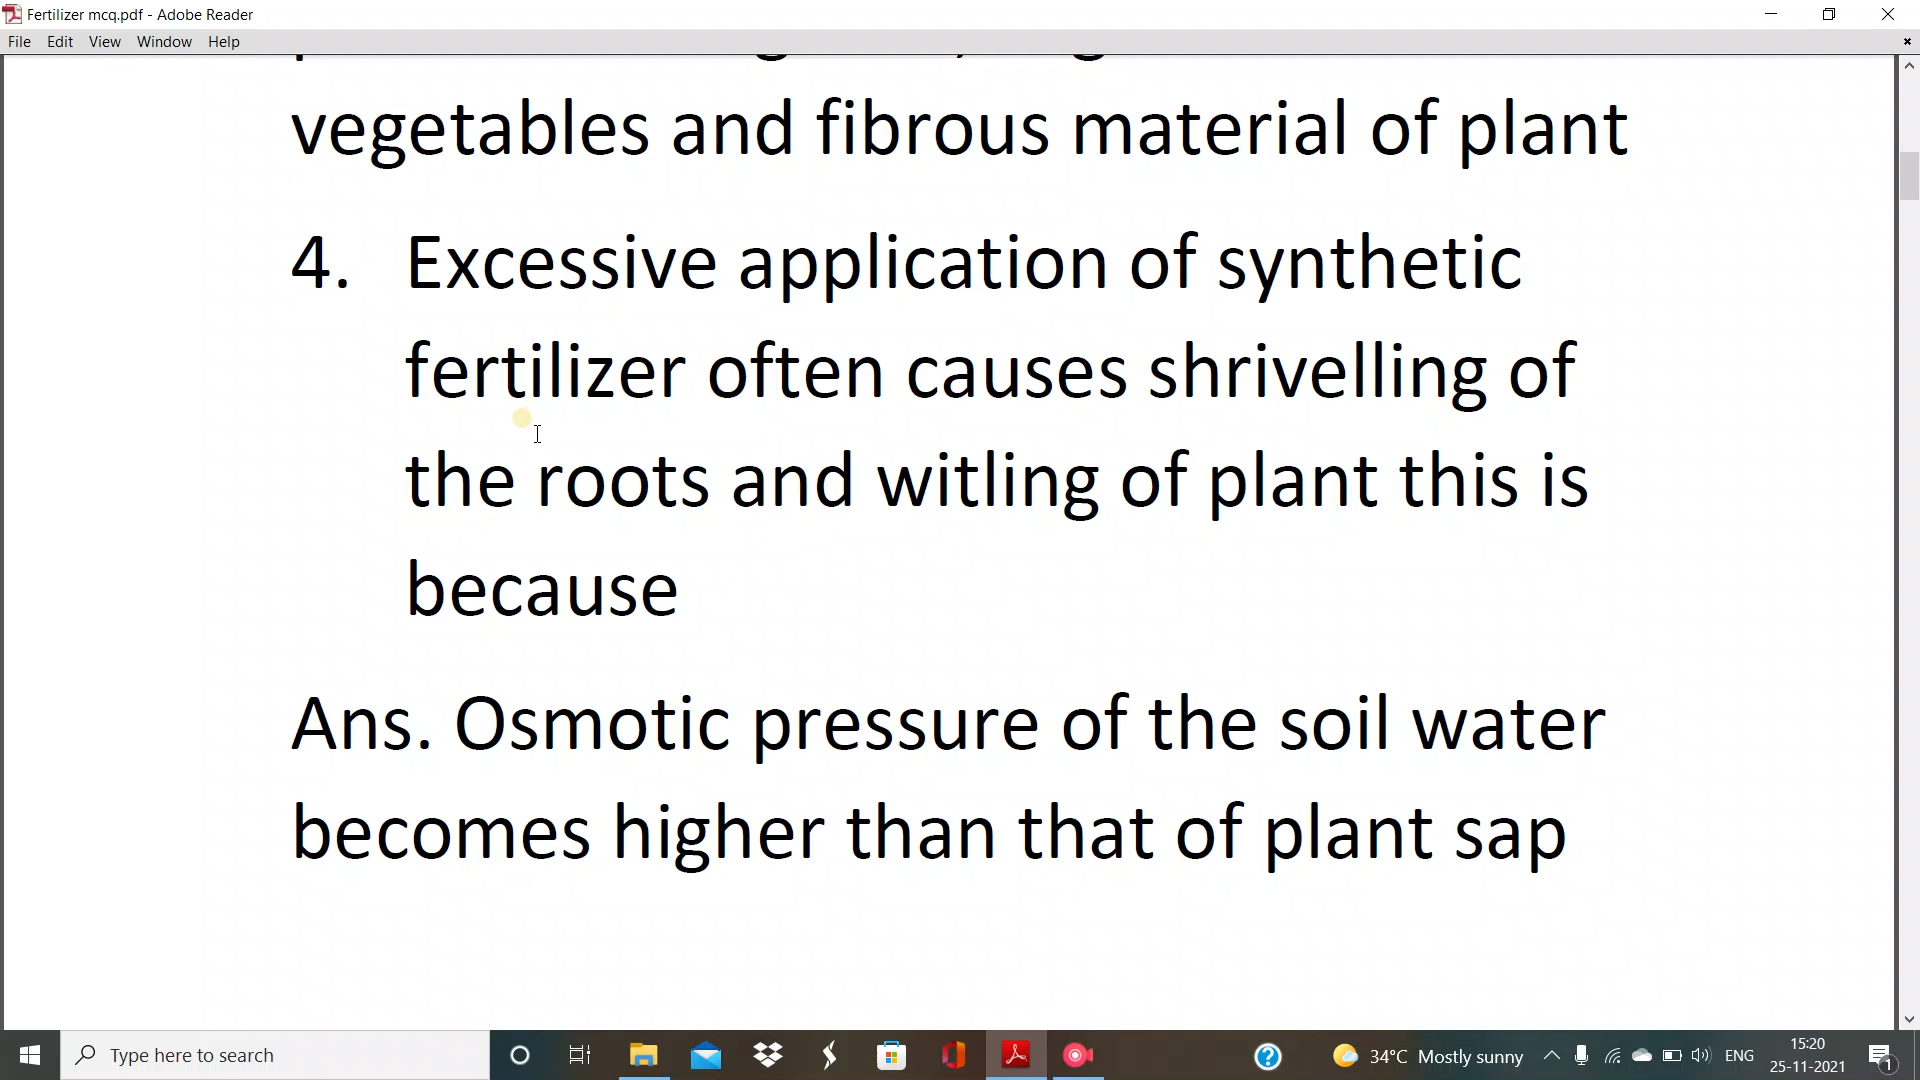 Fertilizer mcq.pdf - Adobe Reader
File Edit View Window Help
vegetables and fibrous material of plant
4. Excessive application of synthetic
fertilizer often causes shrivelling of
the roots and witling of plant this is
because
Ans. Osmotic pressure of the soil water
becomes higher than that of plant sap
Type here to search
34°C Mostly sunny
ENG
15:20
25-11-2021
1